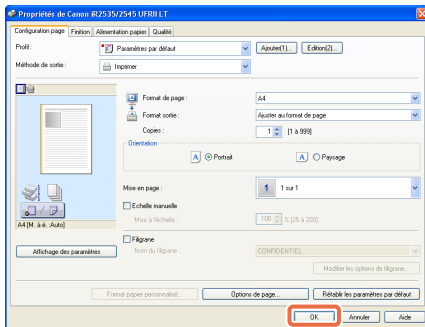 Propriétés de Canon iR2535/2545 UFRII LT
Configuration page Finition Alimentation papier Qualité
Profil : Paramètres par défaut Ajouter(1)... Edition(2)...
Méthode de sortie : Imprimer
Format de page : A4
Format sortie : Ajuster au format de page
Copies : 1 [1 à 999]
Orientation
A Portrait A Paysage
Mise en page : 1 1 sur 1
Echelle manuelle
Mise à l'échelle : 100 % [25 à 200]
A4 [M. à é. :Auto]
Filigrane
Affichage des paramètres Nom du filigrane : CONFIDENTIEL
Modifier les options de filigrane...
Format papier personnalisé... Options de page... Rétablir les paramètres par défaut
OK Annuler Aide